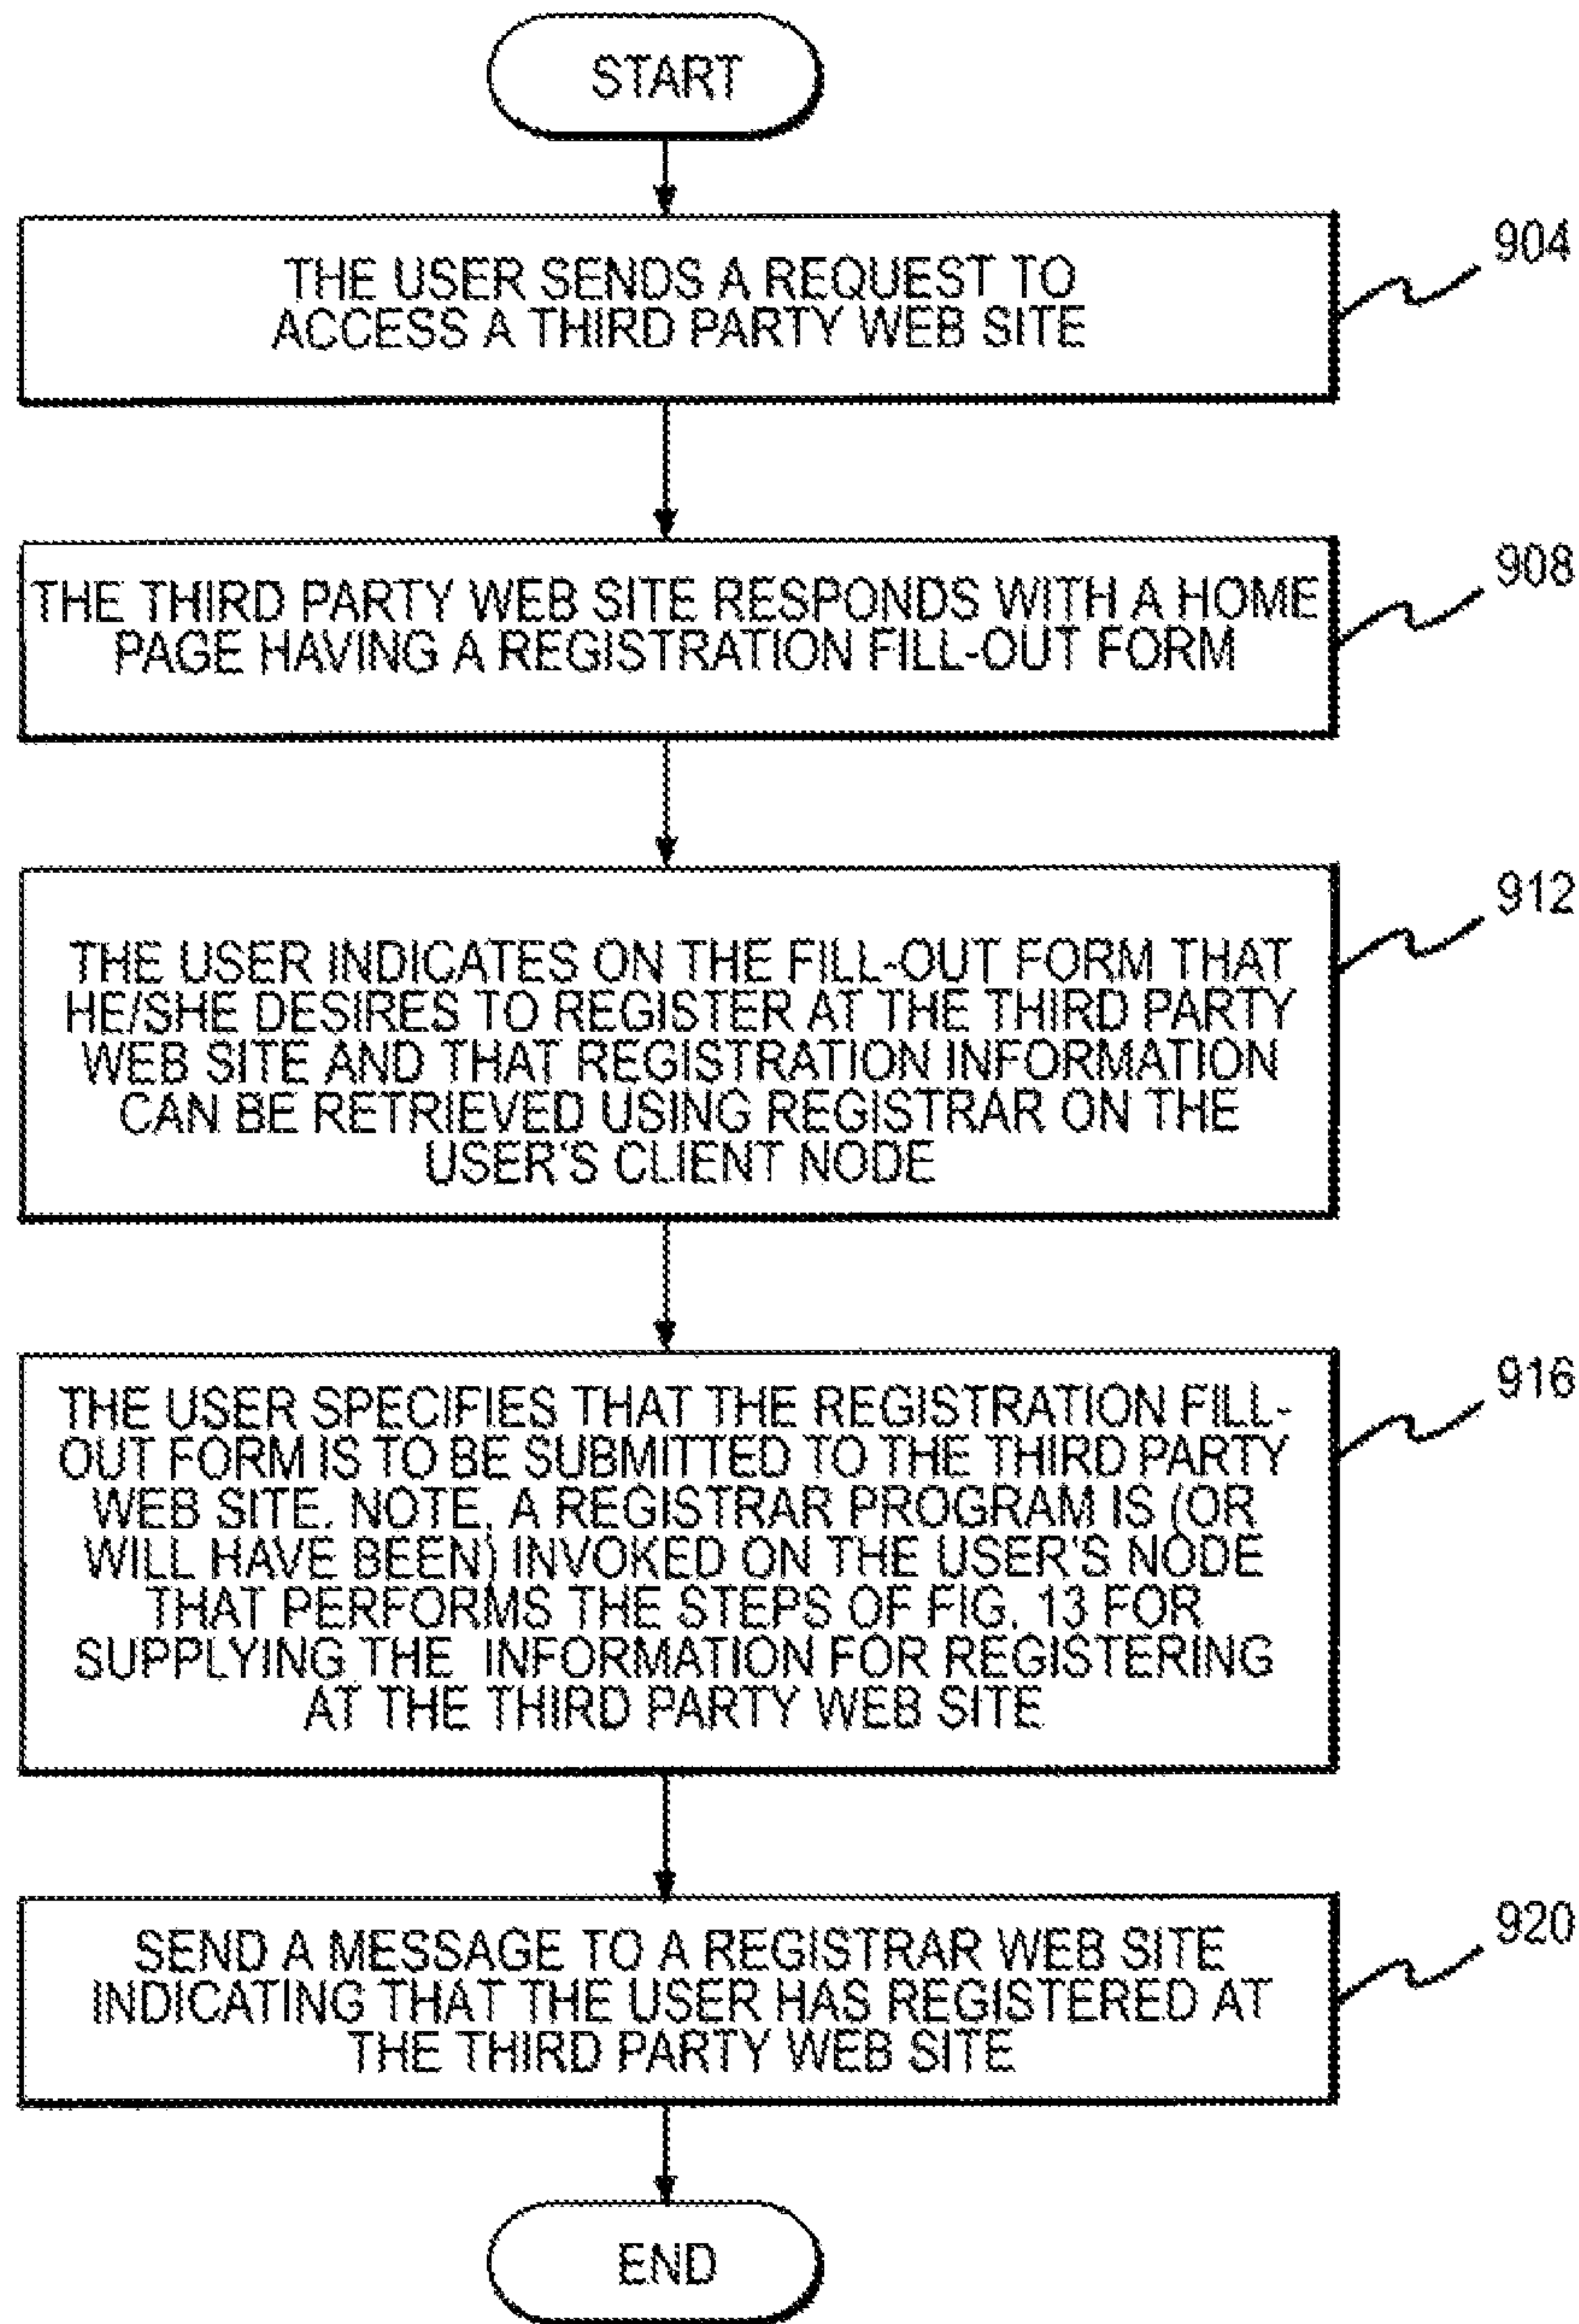 START
THE USER SENDS A REQUEST TO
ACCESS A THIRD PARTY WEB SITE
904
THE THIRD PARTY WEB SITE RESPONDS WITH A HOME
PAGE HAVING A REGISTRATION FILL-OUT FORM
908
THE USER INDICATES ON THE FILL-OUT FORM THAT
HE/SHE DESIRES TO REGISTER AT THE THIRD PARTY
WEB SITE AND THAT REGISTRATION INFORMATION
CAN BE RETRIEVED USING REGISTRAR ON THE
USER'S CLIENT NODE
912
THE USER SPECIFIES THAT THE REGISTRATION FILL-
OUT FORM IS TO BE SUBMITTED TO THE THIRD PARTY
WEB SITE. NOTE, A REGISTRAR PROGRAM IS (OR
WILL HAVE BEEN) INVOKED ON THE USER'S NODE
THAT PERFORMS THE STEPS OF FIG. 13 FOR
SUPPLYING THE INFORMATION FOR REGISTERING
AT THE THIRD PARTY WEB SITE
916
SEND A MESSAGE TO A REGISTRAR WEB SITE
INDICATING THAT THE USER HAS REGISTERED AT
THE THIRD PARTY WEB SITE
920
END